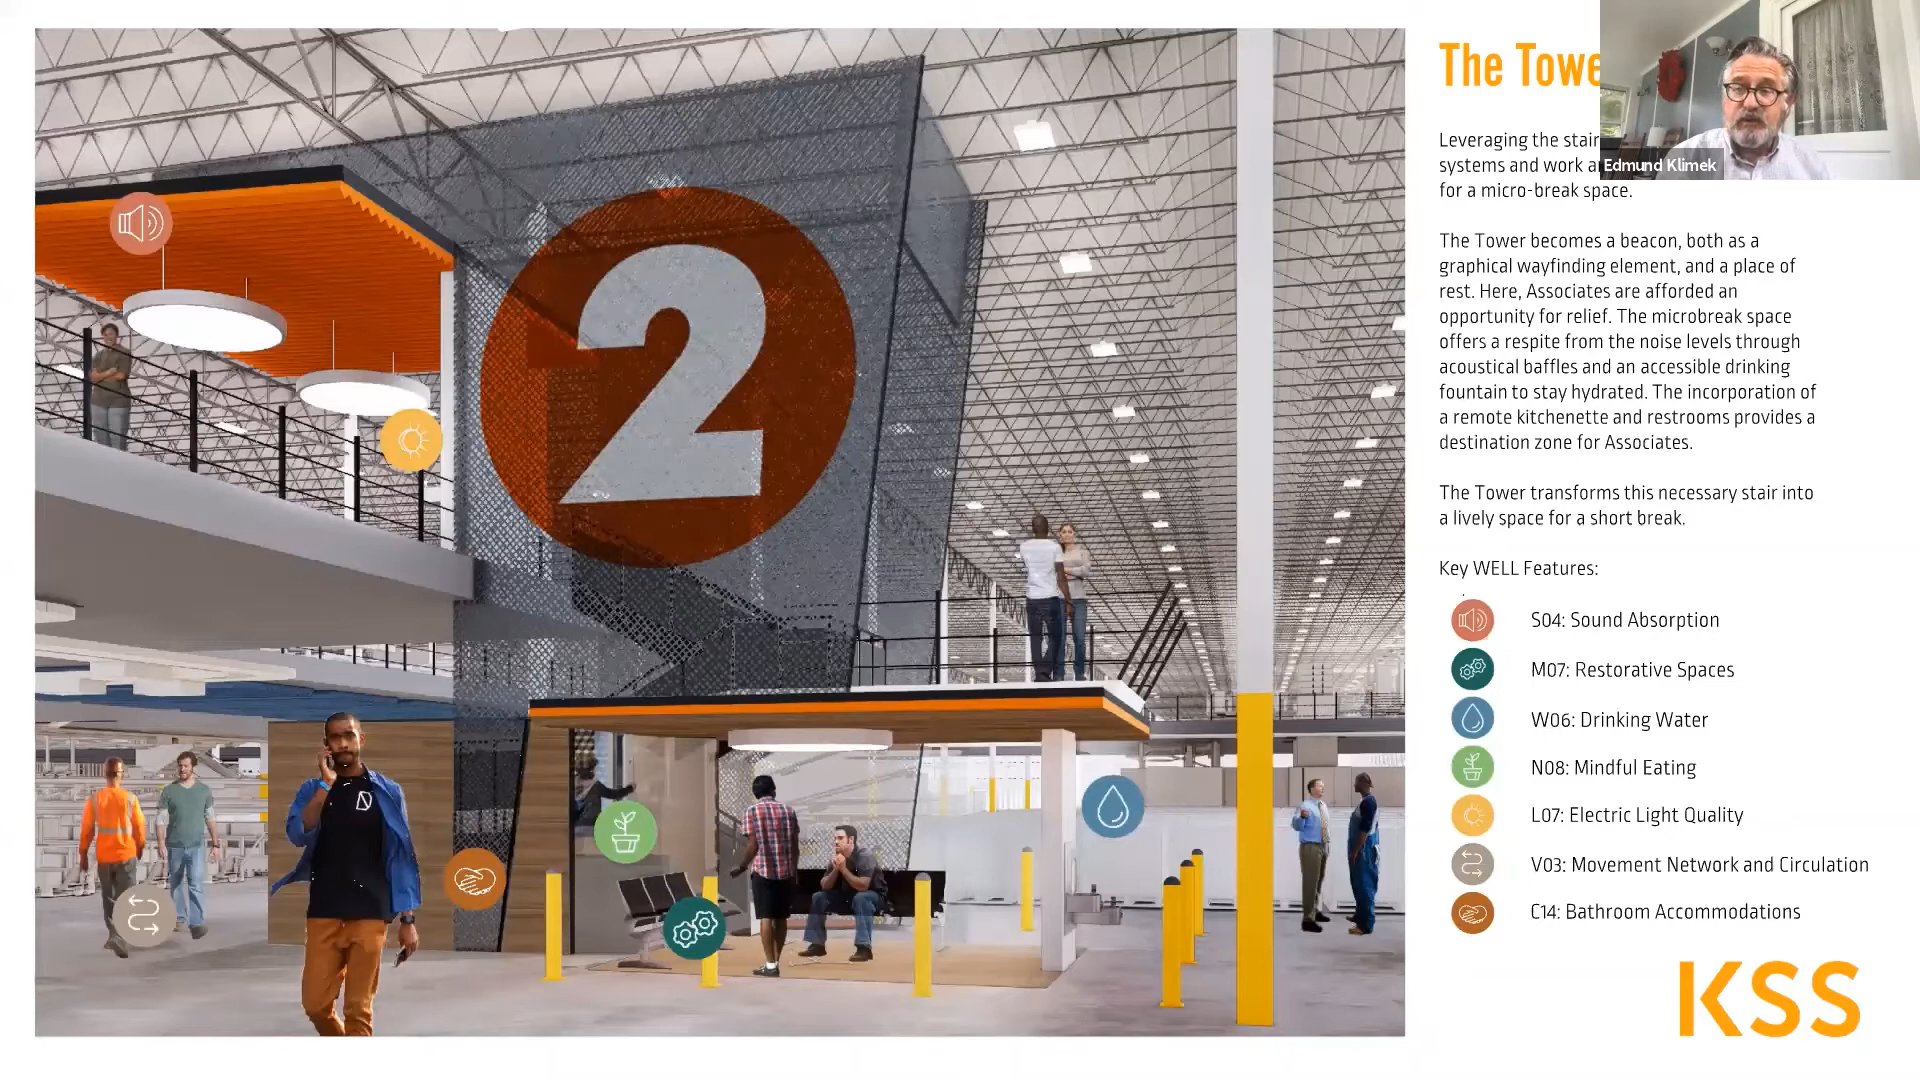 The Towe
Edmund Klimek
Leveraging the stair
systems and work a
for a micro-break space.
The Tower becomes a beacon, both as a
graphical wayfinding element, and a place of
rest. Here, Associates are afforded an
opportunity for relief. The microbreak space
offers a respite from the noise levels through
acoustical baffles and an accessible drinking
fountain to stay hydrated. The incorporation of
a remote kitchenette and restrooms provides a
destination zone for Associates.
The Tower transforms this necessary stair into
a lively space for a short break.
Key WELL Features:
S04: Sound Absorption
M07: Restorative Spaces
W06: Drinking Water
N08: Mindful Eating
L07: Electric Light Quality
V03: Movement Network and Circulation
C14: Bathroom Accommodations
KSS
2